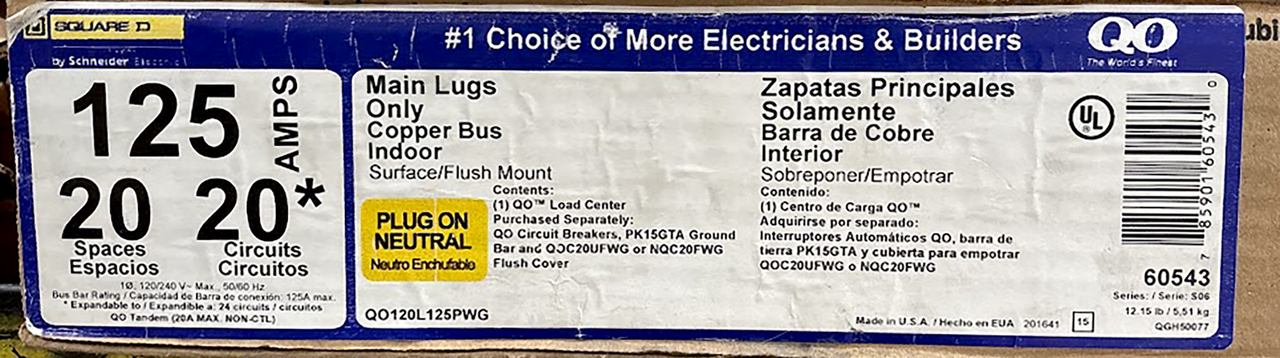 SQUARE D
by Schneider Electric
#1 Choice of More Electricians & Builders
QO
The World's Finest
125 AMPS
20 20*
Spaces Circuits
Espacios Circuitos
1Ø, 120/240 V~ Max., 50/60 Hz
Bus Bar Rating / Capacidad de Barra de conexión: 125A max.
* Expandable to / Expandible a: 24 circuits / circuitos
QO Tandem (20A MAX. NON-CTL)
Main Lugs
Only
Copper Bus
Indoor
Surface/Flush Mount
PLUG ON
NEUTRAL
Neutro Enchufable
Contents:
(1) QO™ Load Center
Purchased Separately:
QO Circuit Breakers, PK15GTA Ground
Bar and QOC20UFWG or NQC20FWG
Flush Cover
QO120L125PWG
Zapatas Principales
Solamente
Barra de Cobre
Interior
Sobreponer/Empotrar
Contenido:
(1) Centro de Carga QO™
Adquirirse por separado:
Interruptores Automáticos QO, barra de
tierra PK15GTA y cubierta para empotrar
QOC20UFWG o NQC20FWG
Made in U.S.A. / Hecho en EUA 201641 15
UL
7 85901 60543 0
60543
Series: / Serie: S06
12.15 lb / 5,51 kg
QGH50077
ubi